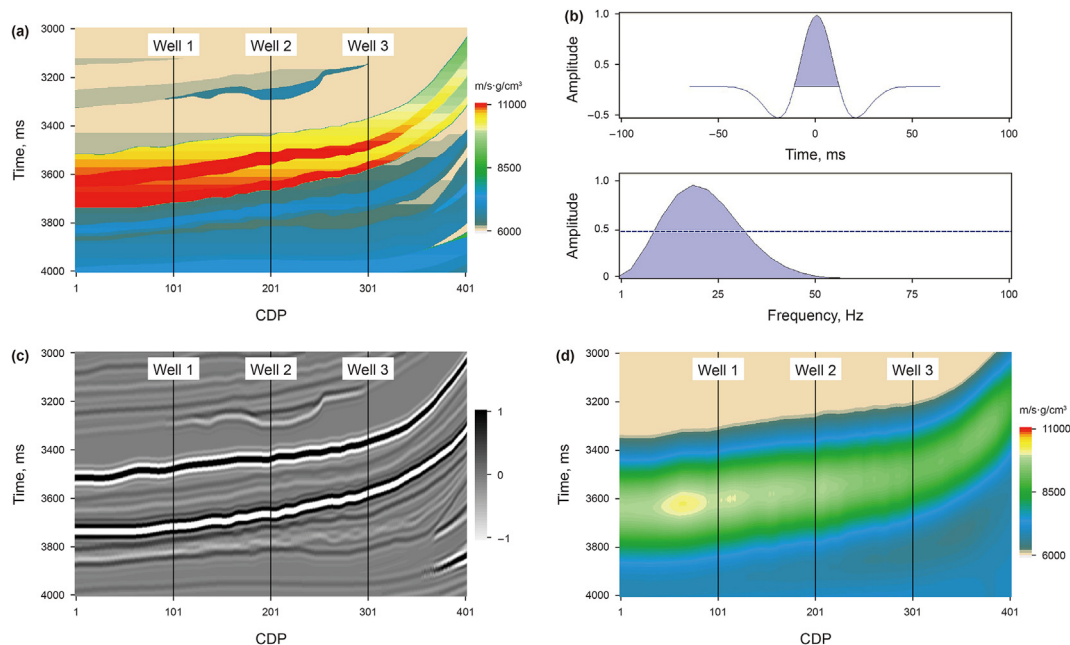 (a)
3000
3200
3400
3600
3800
4000
Time, ms
Well 1
Well 2
Well 3
m/s·g/cm³
11000
8500
6000
1
101
201
301
401
CDP
(b)
1.0
0.5
−0.5
Amplitude
−100
−50
0
50
100
Time, ms
1.0
0.5
0
Amplitude
1
25
50
75
100
Frequency, Hz
(c)
3000
3200
3400
3600
3800
4000
Time, ms
Well 1
Well 2
Well 3
1
0
−1
1
101
201
301
401
CDP
(d)
3000
3200
3400
3600
3800
4000
Time, ms
Well 1
Well 2
Well 3
m/s·g/cm³
11000
8500
6000
1
101
201
301
401
CDP